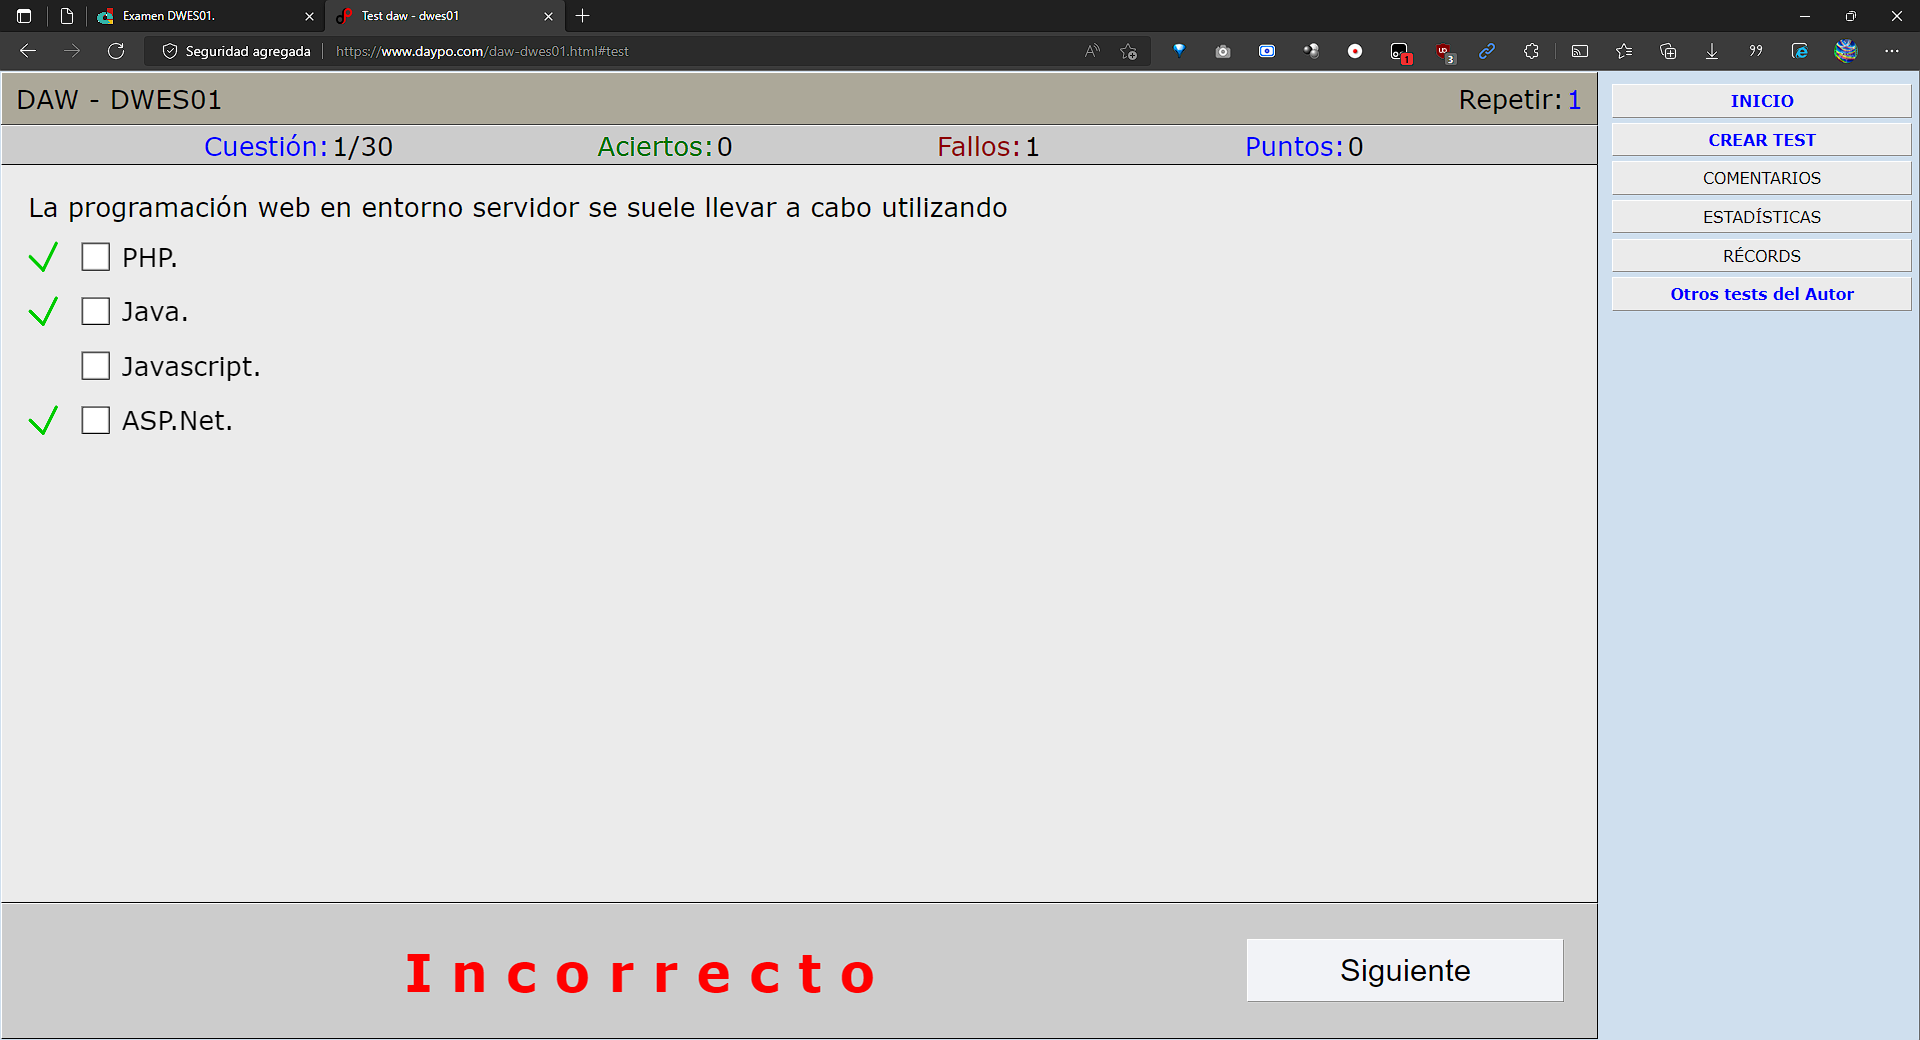 Examen DWES01.
Test daw - dwes01
Seguridad agregada
https://www.daypo.com/daw-dwes01.html#test
1
3
DAW - DWES01
Repetir: 1
Cuestión: 1/30
Aciertos: 0
Fallos: 1
Puntos: 0
La programación web en entorno servidor se suele llevar a cabo utilizando
PHP.
Java.
Javascript.
ASP.Net.
Incorrecto
Siguiente
INICIO
CREAR TEST
COMENTARIOS
ESTADÍSTICAS
RÉCORDS
Otros tests del Autor